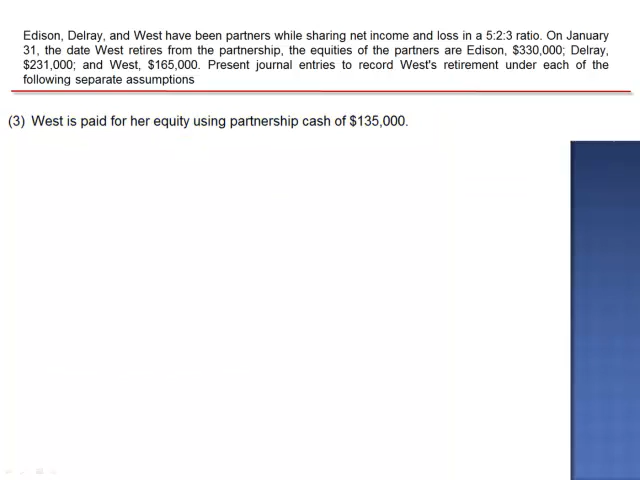 Edison, Delray, and West have been partners while sharing net income and loss in a 5:2:3 ratio. On January
31, the date West retires from the partnership, the equities of the partners are Edison, $330,000; Delray,
$231,000; and West, $165,000. Present journal entries to record West's retirement under each of the
following separate assumptions
(3) West is paid for her equity using partnership cash of $135,000.